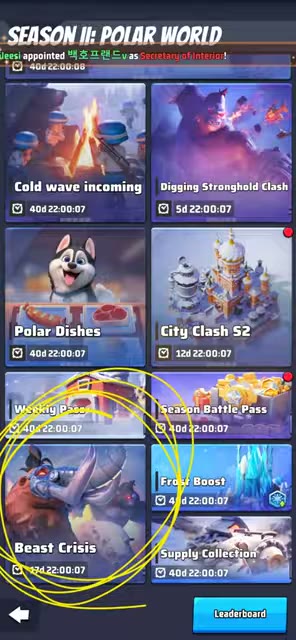 SEASON II: POLAR WORLD
Jeesi appointed 백호프랜드v as Secretary of Interior!
40d 22:00:08
Cold wave incoming
40d 22:00:07
Digging Stronghold Clash
5d 22:00:07
Polar Dishes
40d 22:00:07
City Clash S2
12d 22:00:07
Weekly Pass
40d 22:00:07
Season Battle Pass
40d 22:00:07
Frost Boost
40d 22:00:07
Beast Crisis
17d 22:00:07
Supply Collection
40d 22:00:07
Leaderboard